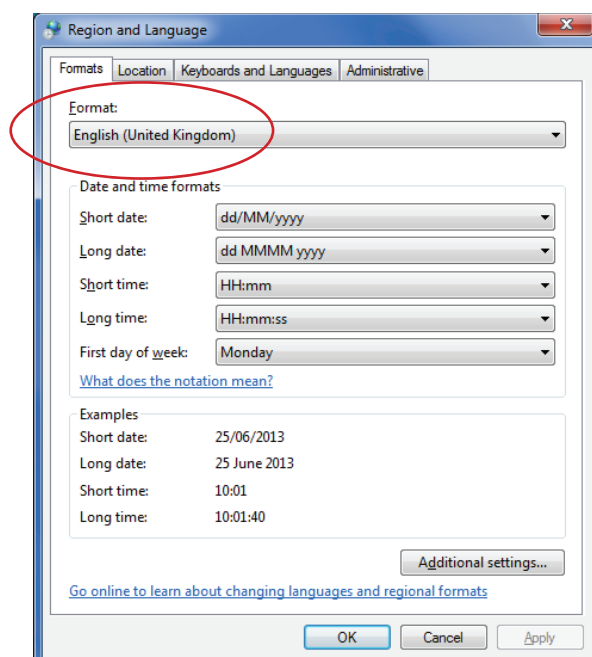 Region and Language
Formats Location Keyboards and Languages Administrative
Format:
English (United Kingdom)
Date and time formats
Short date: dd/MM/yyyy
Long date: dd MMMM yyyy
Short time: HH:mm
Long time: HH:mm:ss
First day of week: Monday
What does the notation mean?
Examples
Short date: 25/06/2013
Long date: 25 June 2013
Short time: 10:01
Long time: 10:01:40
Additional settings...
Go online to learn about changing languages and regional formats
OK Cancel Apply